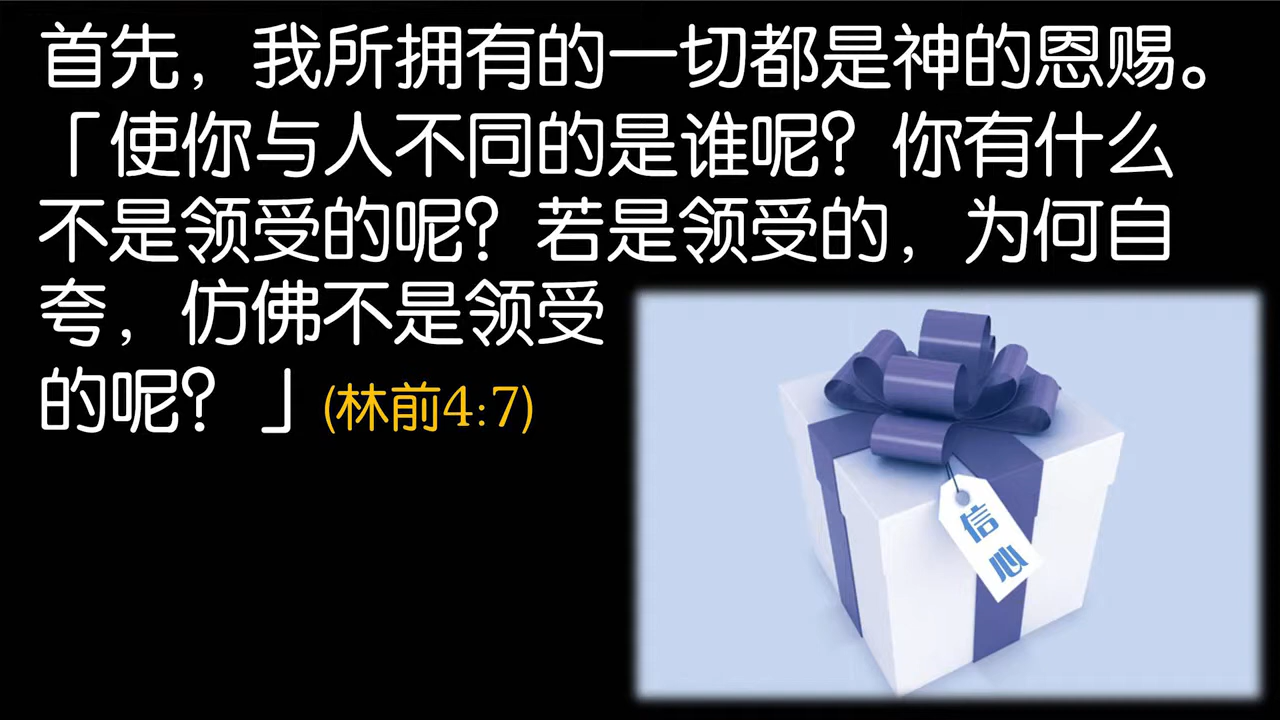 首先，我所拥有的一切都是神的恩赐。
「使你与人不同的是谁呢？你有什么
不是领受的呢？若是领受的，为何自
夸，仿佛不是领受
的呢？」(林前4:7)
信
心